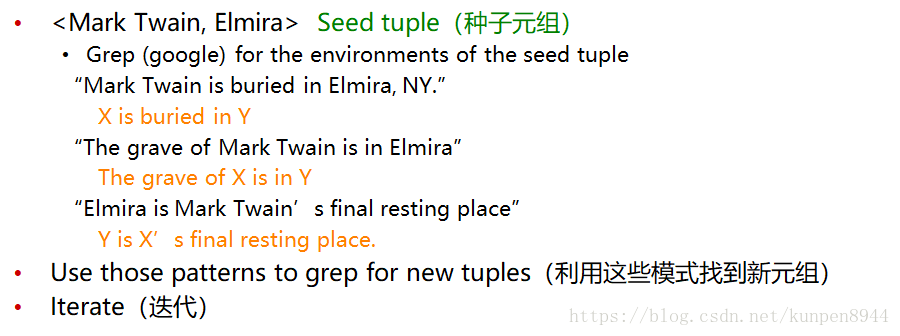 • <Mark Twain, Elmira> Seed tuple（种子元组）
• Grep (google) for the environments of the seed tuple
“Mark Twain is buried in Elmira, NY.”
X is buried in Y
“The grave of Mark Twain is in Elmira”
The grave of X is in Y
“Elmira is Mark Twain’s final resting place”
Y is X’s final resting place.
• Use those patterns to grep for new tuples（利用这些模式找到新元组）
• Iterate（迭代）
https://blog.csdn.net/kunpen8944